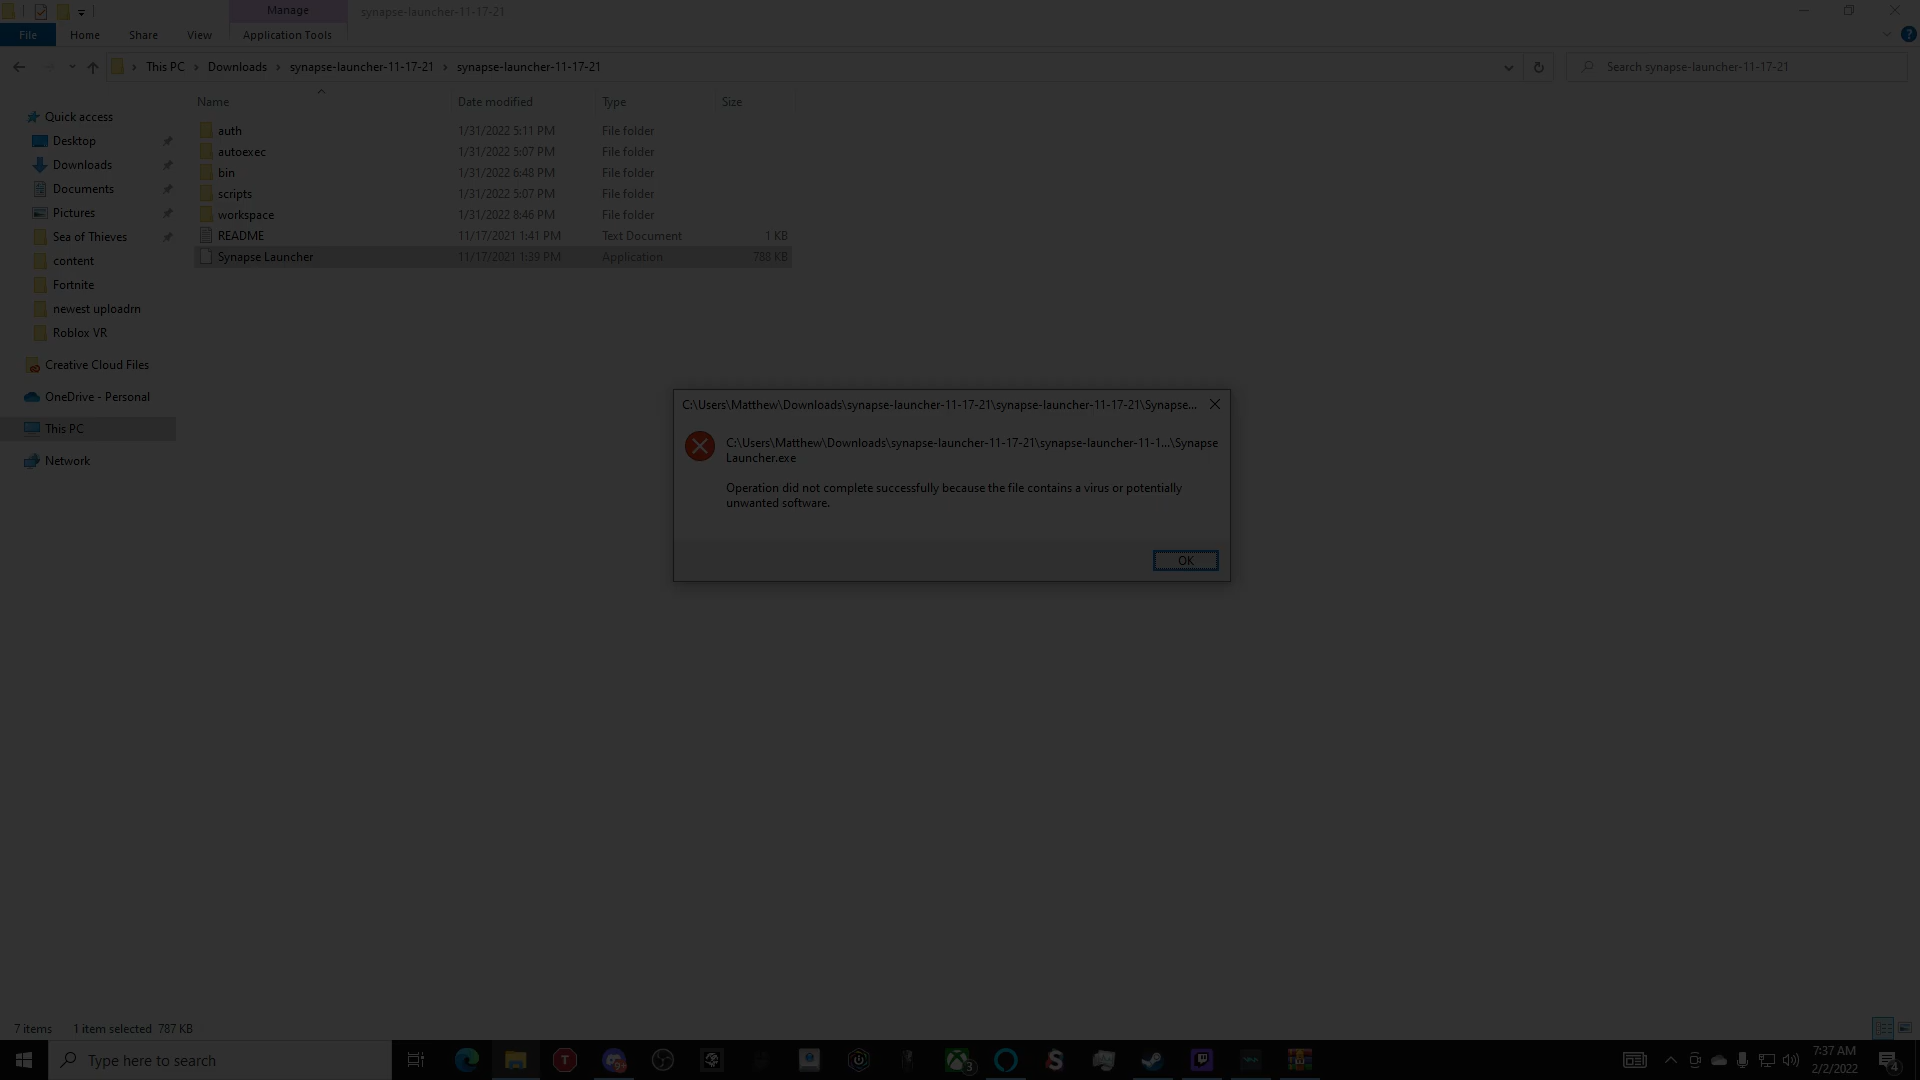 Manage
synapse-launcher-11-17-21
File
Home
Share
View
Application Tools
This PC
Downloads
synapse-launcher-11-17-21
synapse-launcher-11-17-21
Search synapse-launcher-11-17-21
Name
Date modified
Type
Size
Quick access
Desktop
Downloads
Documents
Pictures
Sea of Thieves
content
Fortnite
newest uploadrn
Roblox VR
Creative Cloud Files
OneDrive - Personal
This PC
Network
auth 1/31/2022 5:11 PM File folder
autoexec 1/31/2022 5:07 PM File folder
bin 1/31/2022 6:48 PM File folder
scripts 1/31/2022 5:07 PM File folder
workspace 1/31/2022 8:46 PM File folder
README 11/17/2021 1:41 PM Text Document 1 KB
Synapse Launcher 11/17/2021 1:39 PM Application 788 KB
C:\Users\Matthew\Downloads\synapse-launcher-11-17-21\synapse-launcher-11-17-21\Synapse...
C:\Users\Matthew\Downloads\synapse-launcher-11-17-21\synapse-launcher-11-1...\Synapse
Launcher.exe
Operation did not complete successfully because the file contains a virus or potentially
unwanted software.
OK
7 items
1 item selected 787 KB
Type here to search
T
9+
3
7:37 AM
2/2/2022
4